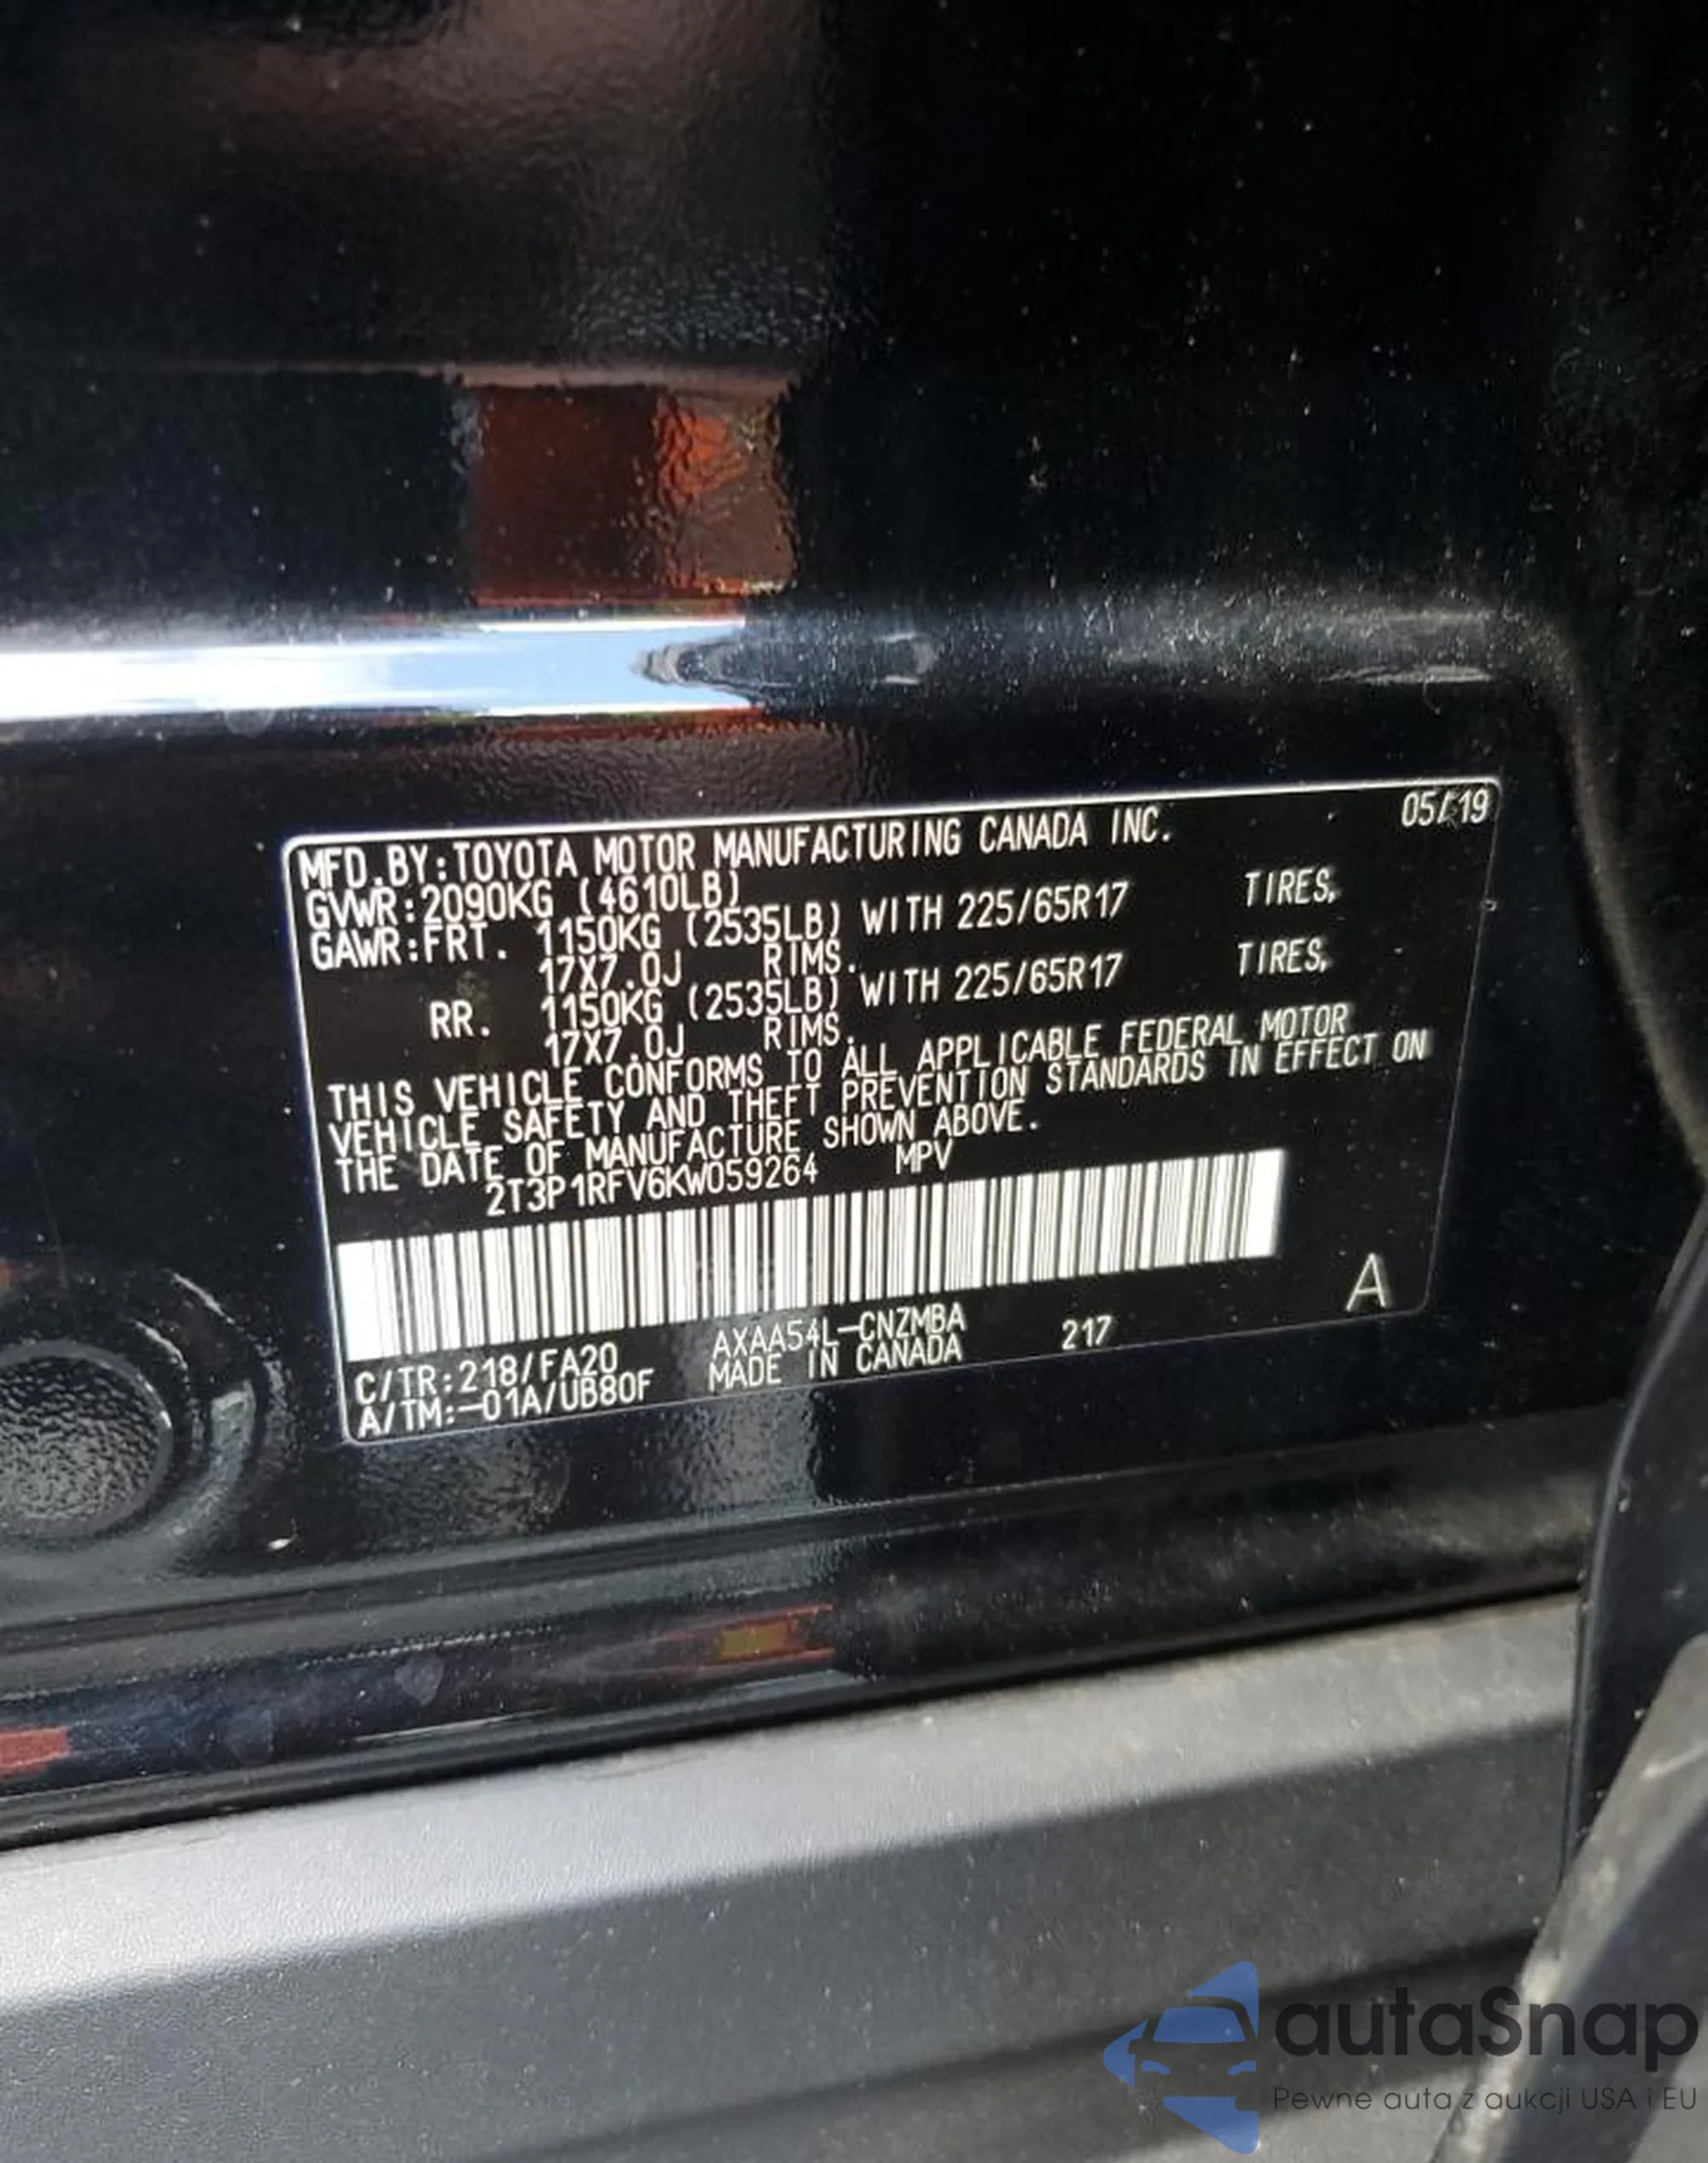 MFD.BY:TOYOTA MOTOR MANUFACTURING CANADA INC. 05/19
GVWR:2090KG (4610LB)
GAWR:FRT. 1150KG (2535LB) WITH 225/65R17 TIRES,
17X7.0J RIMS.
RR. 1150KG (2535LB) WITH 225/65R17 TIRES,
17X7.0J RIMS.
THIS VEHICLE CONFORMS TO ALL APPLICABLE FEDERAL MOTOR
VEHICLE SAFETY AND THEFT PREVENTION STANDARDS IN EFFECT ON
THE DATE OF MANUFACTURE SHOWN ABOVE.
2T3P1RFV6KW059264 MPV
A
C/TR:218/FA20 AXAA54L-CNZMBA 217
A/TM:-01A/UB80F MADE IN CANADA
autaSnap
Pewne auta z aukcji USA i EU